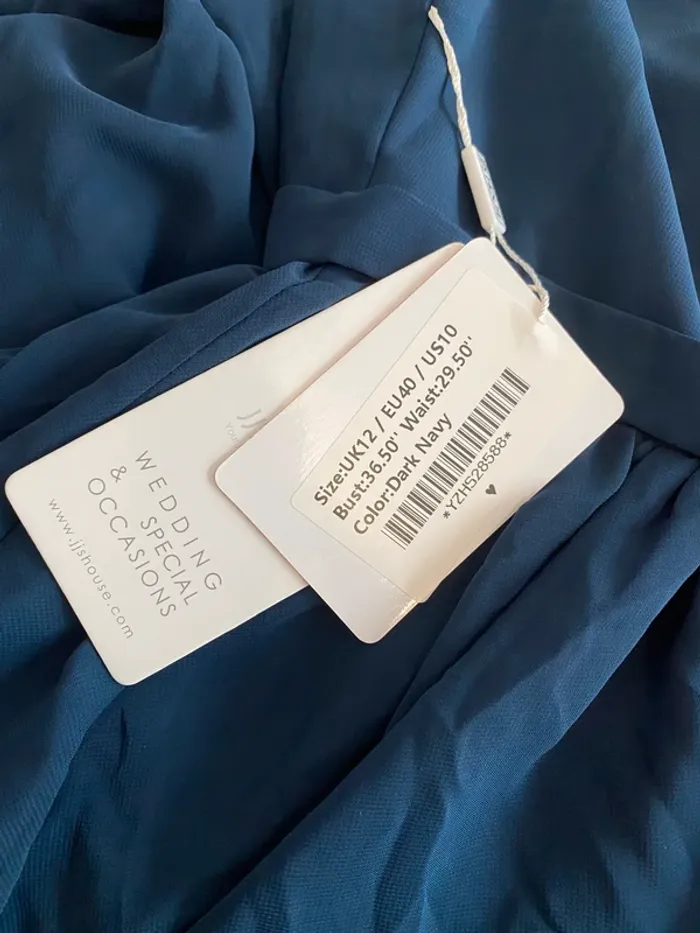 Size:UK12 / EU40 / US10
Bust:36.50'' Waist:29.50''
Color:Dark Navy
*YZH528588*
WEDDING
& SPECIAL
OCCASIONS
www.jjshouse.com